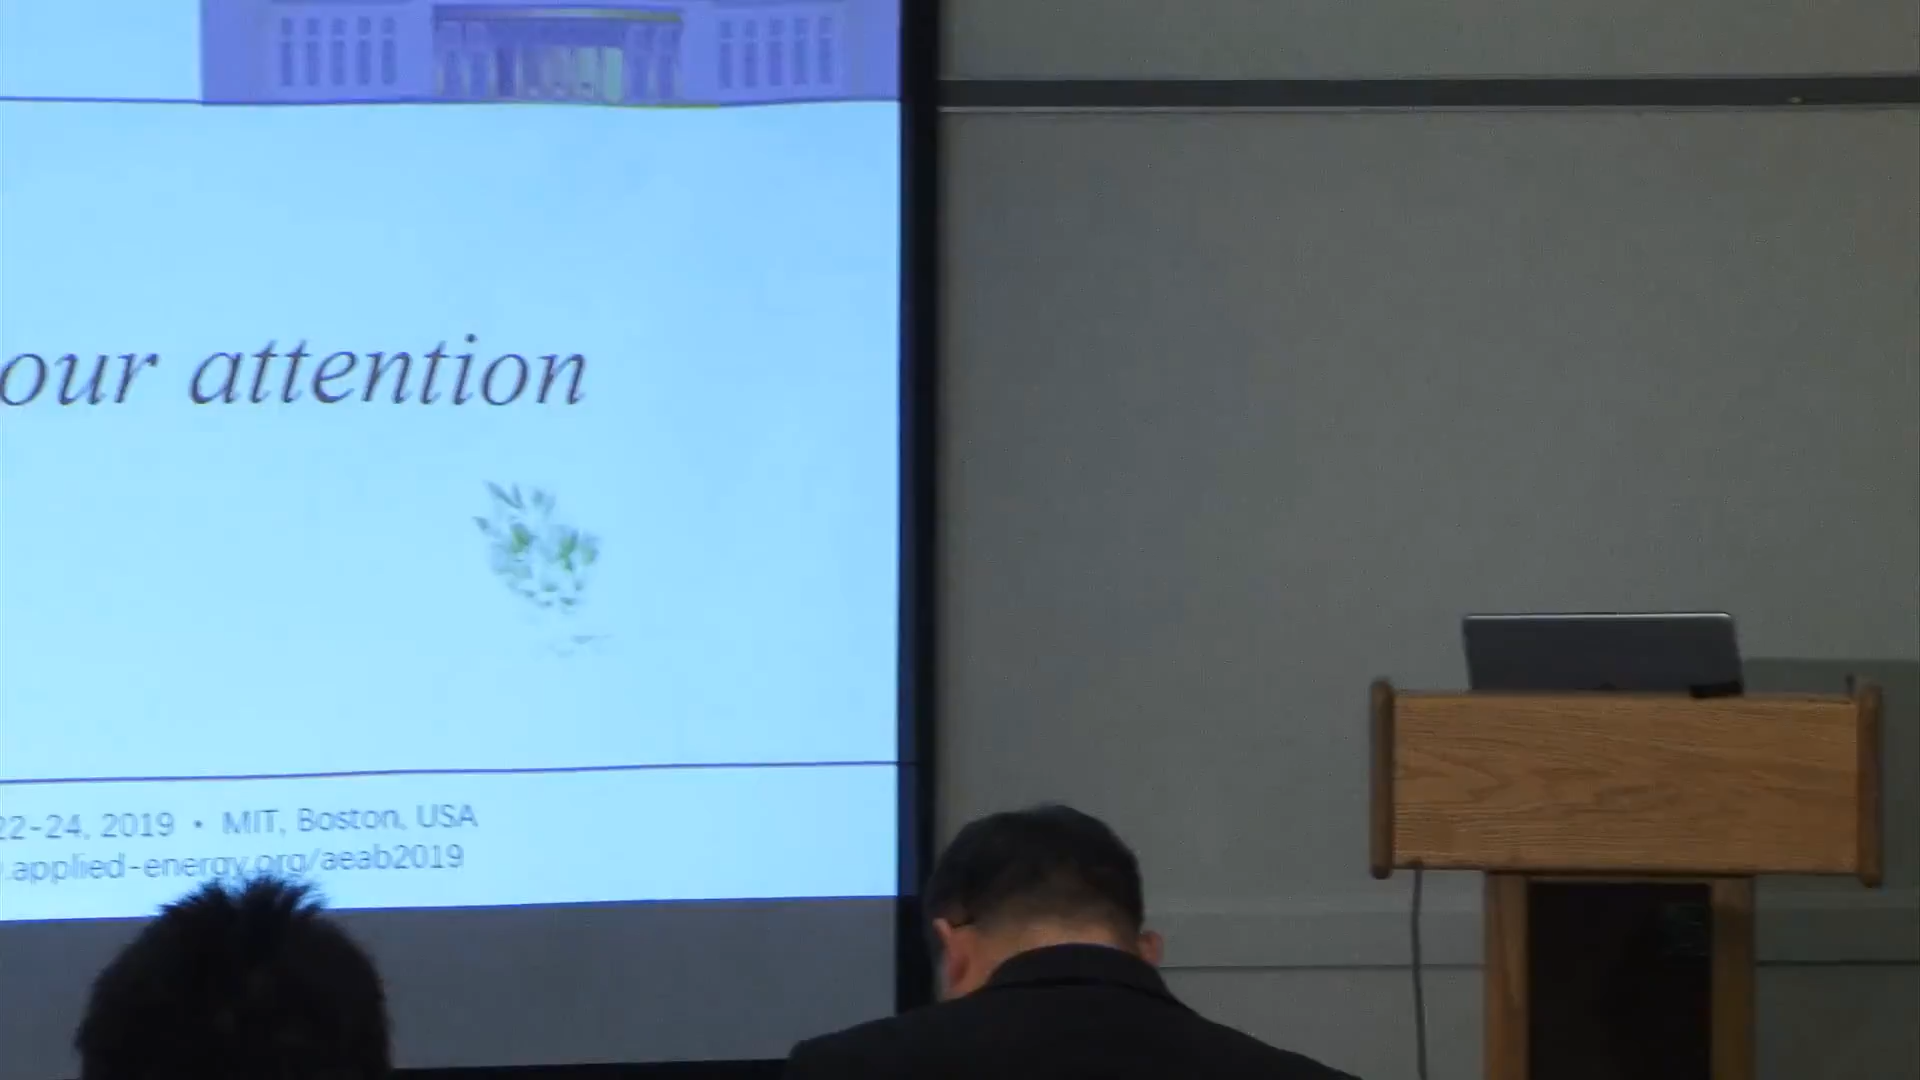 our attention
22-24, 2019 • MIT, Boston, USA
.applied-energy.org/aeab2019